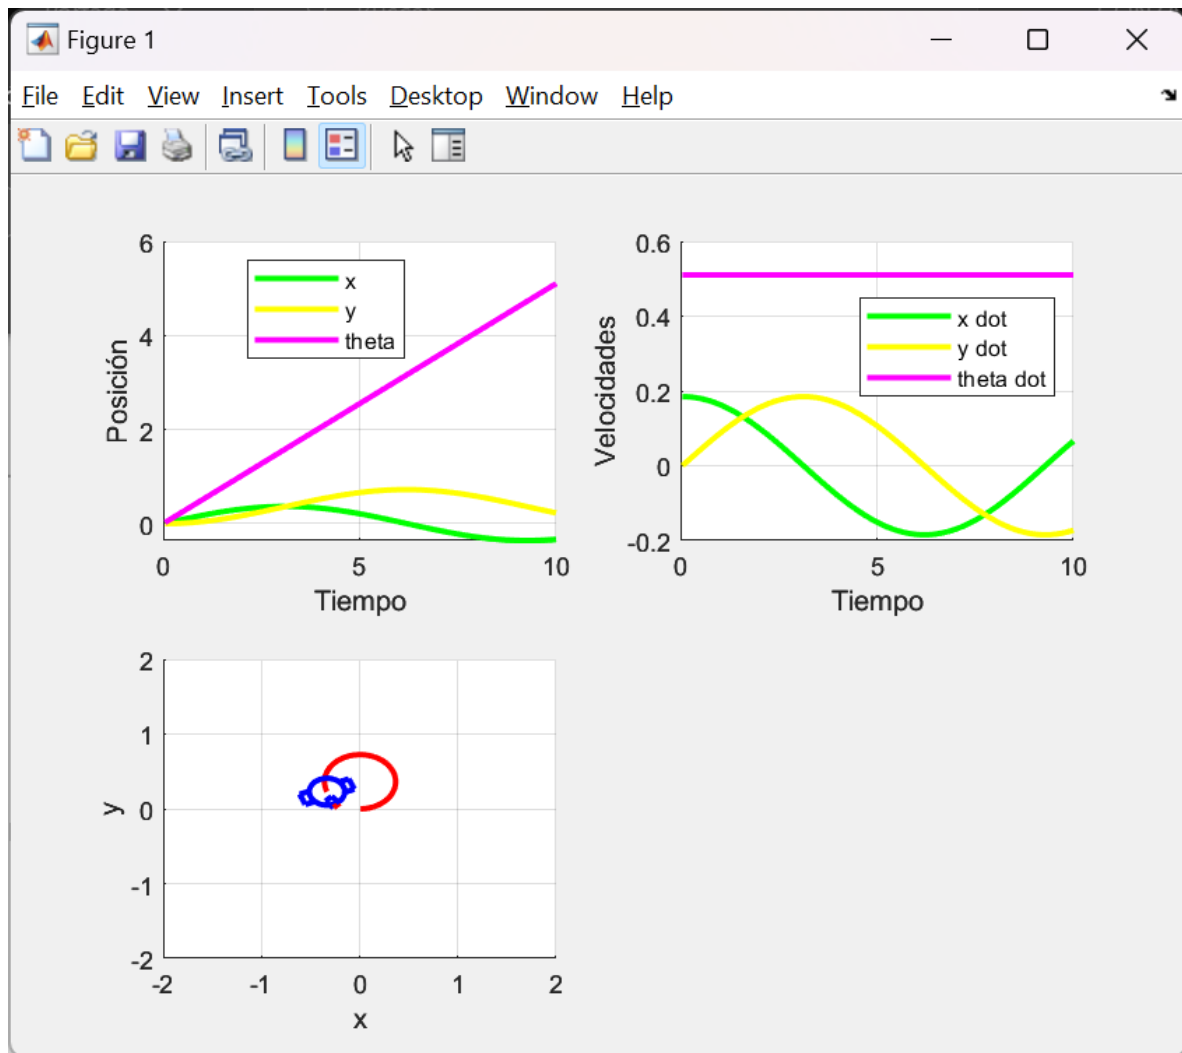 Figure 1
File Edit View Insert Tools Desktop Window Help
6
4
2
0
0 5 10
Posición
Tiempo
x
y
theta
0.6
0.4
0.2
0
-0.2
0 5 10
Velocidades
Tiempo
x dot
y dot
theta dot
2
1
0
-1
-2
-2 -1 0 1 2
y
x